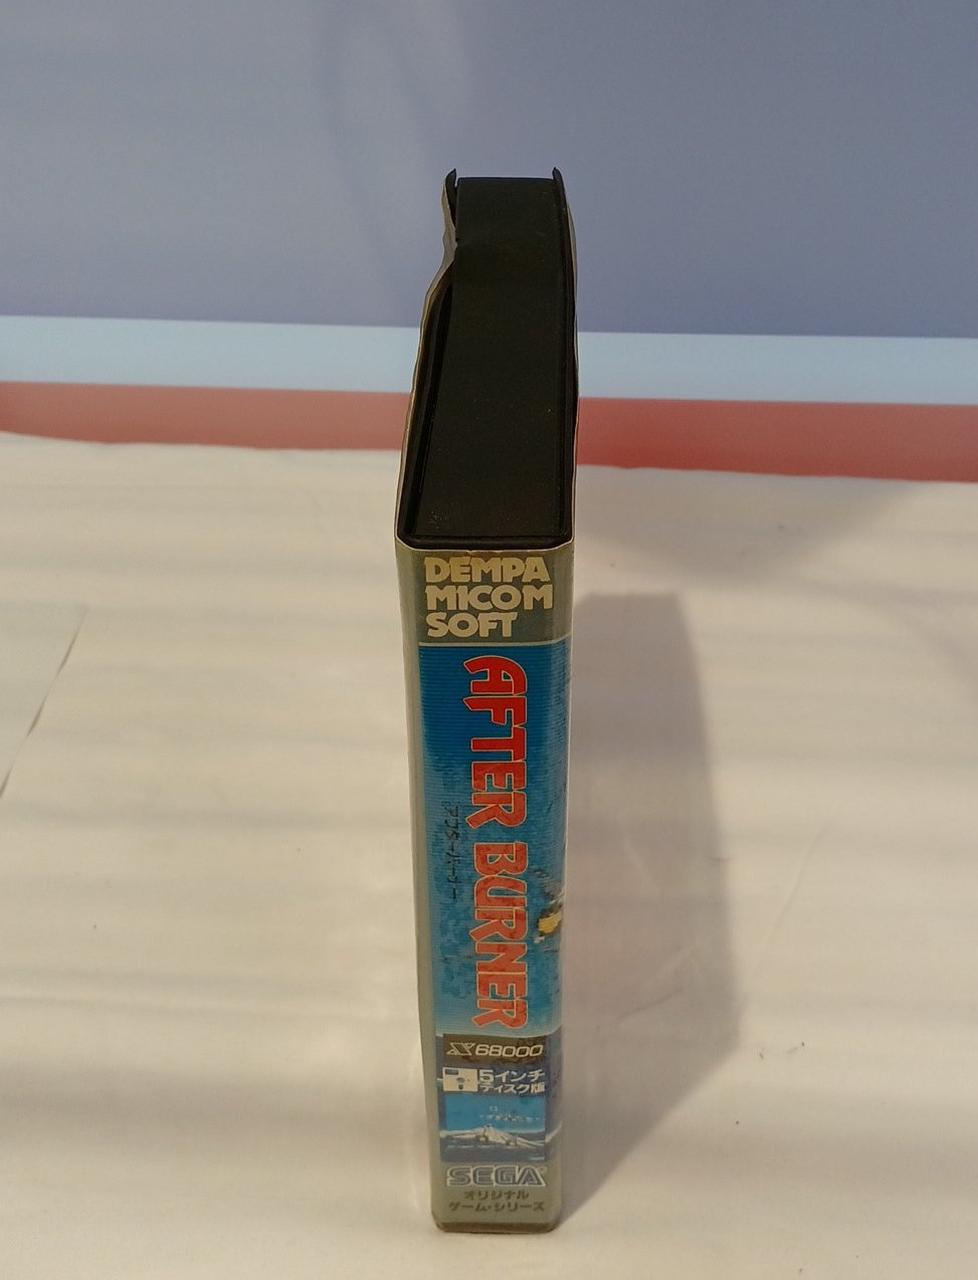 DEMPA
MICOM
SOFT
AFTER BURNER
アフターバーナー
X68000
5インチ
ディスク版
SEGA
オリジナル
ゲーム・シリーズ